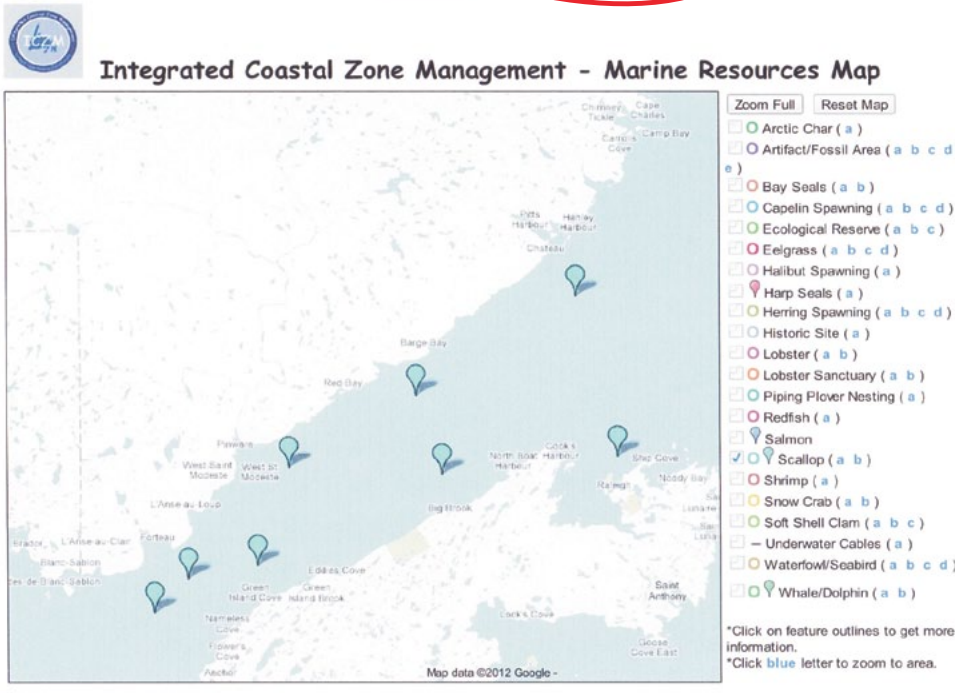 Integrated Coastal Zone Management - Marine Resources Map
Zoom Full Reset Map
Arctic Char ( a )
Artifact/Fossil Area ( a b c d
e )
Bay Seals ( a b )
Capelin Spawning ( a b c d )
Ecological Reserve ( a b c )
Eelgrass ( a b c d )
Halibut Spawning ( a )
Harp Seals ( a )
Herring Spawning ( a b c d )
Historic Site ( a )
Lobster ( a b )
Lobster Sanctuary ( a b )
Piping Plover Nesting ( a )
Redfish ( a )
Salmon
Scallop ( a b )
Shrimp ( a )
Snow Crab ( a b )
Soft Shell Clam ( a b c )
Underwater Cables ( a )
Waterfowl/Seabird ( a b c d )
Whale/Dolphin ( a b )
*Click on feature outlines to get more
information.
*Click blue letter to zoom to area.
Chimney Cape
Tickle Charles
Camp Bay
Cove
Pitts Henley
Harbour Harbour
Chateau
Barge Bay
Red Bay
Pinware
West Saint West St
Modeste Modeste
L'Anse au Loup
Forteau
L'Anse au Clair
Blanc-Sablon
Cook's
North Boat Harbour
Harbour
Ship Cove
Raleigh
Noddy Bay
Big Brook
Eddies Cove
Green Green
Island Cove Island Brook
Nameless
Cove
Flower's
Cove
Anchor
Saint
Anthony
Lock's Cove
Goose
Cove East
Map data ©2012 Google -